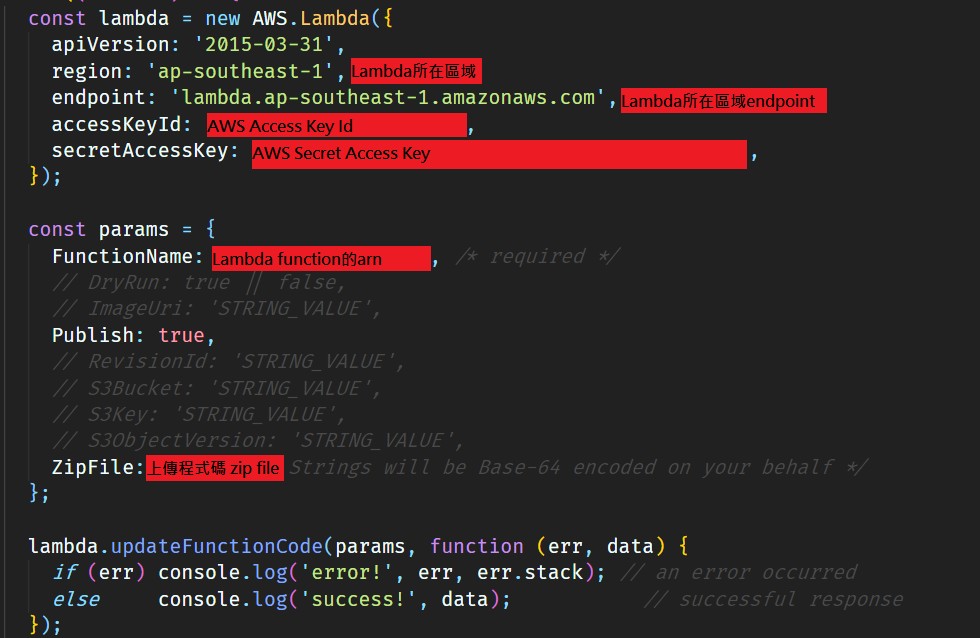 const lambda = new AWS.Lambda({
apiVersion: '2015-03-31',
region: 'ap-southeast-1', Lambda所在區域
endpoint: 'lambda.ap-southeast-1.amazonaws.com', Lambda所在區域endpoint
accessKeyId: AWS Access Key Id ,
secretAccessKey: AWS Secret Access Key ,
});
const params = {
FunctionName: Lambda function的arn , /* required */
// DryRun: true || false,
// ImageUri: 'STRING_VALUE',
Publish: true,
// RevisionId: 'STRING_VALUE',
// S3Bucket: 'STRING_VALUE',
// S3Key: 'STRING_VALUE',
// S3ObjectVersion: 'STRING_VALUE',
ZipFile: 上傳程式碼 zip file Strings will be Base-64 encoded on your behalf */
};
lambda.updateFunctionCode(params, function (err, data) {
if (err) console.log('error!', err, err.stack); // an error occurred
else console.log('success!', data); // successful response
});